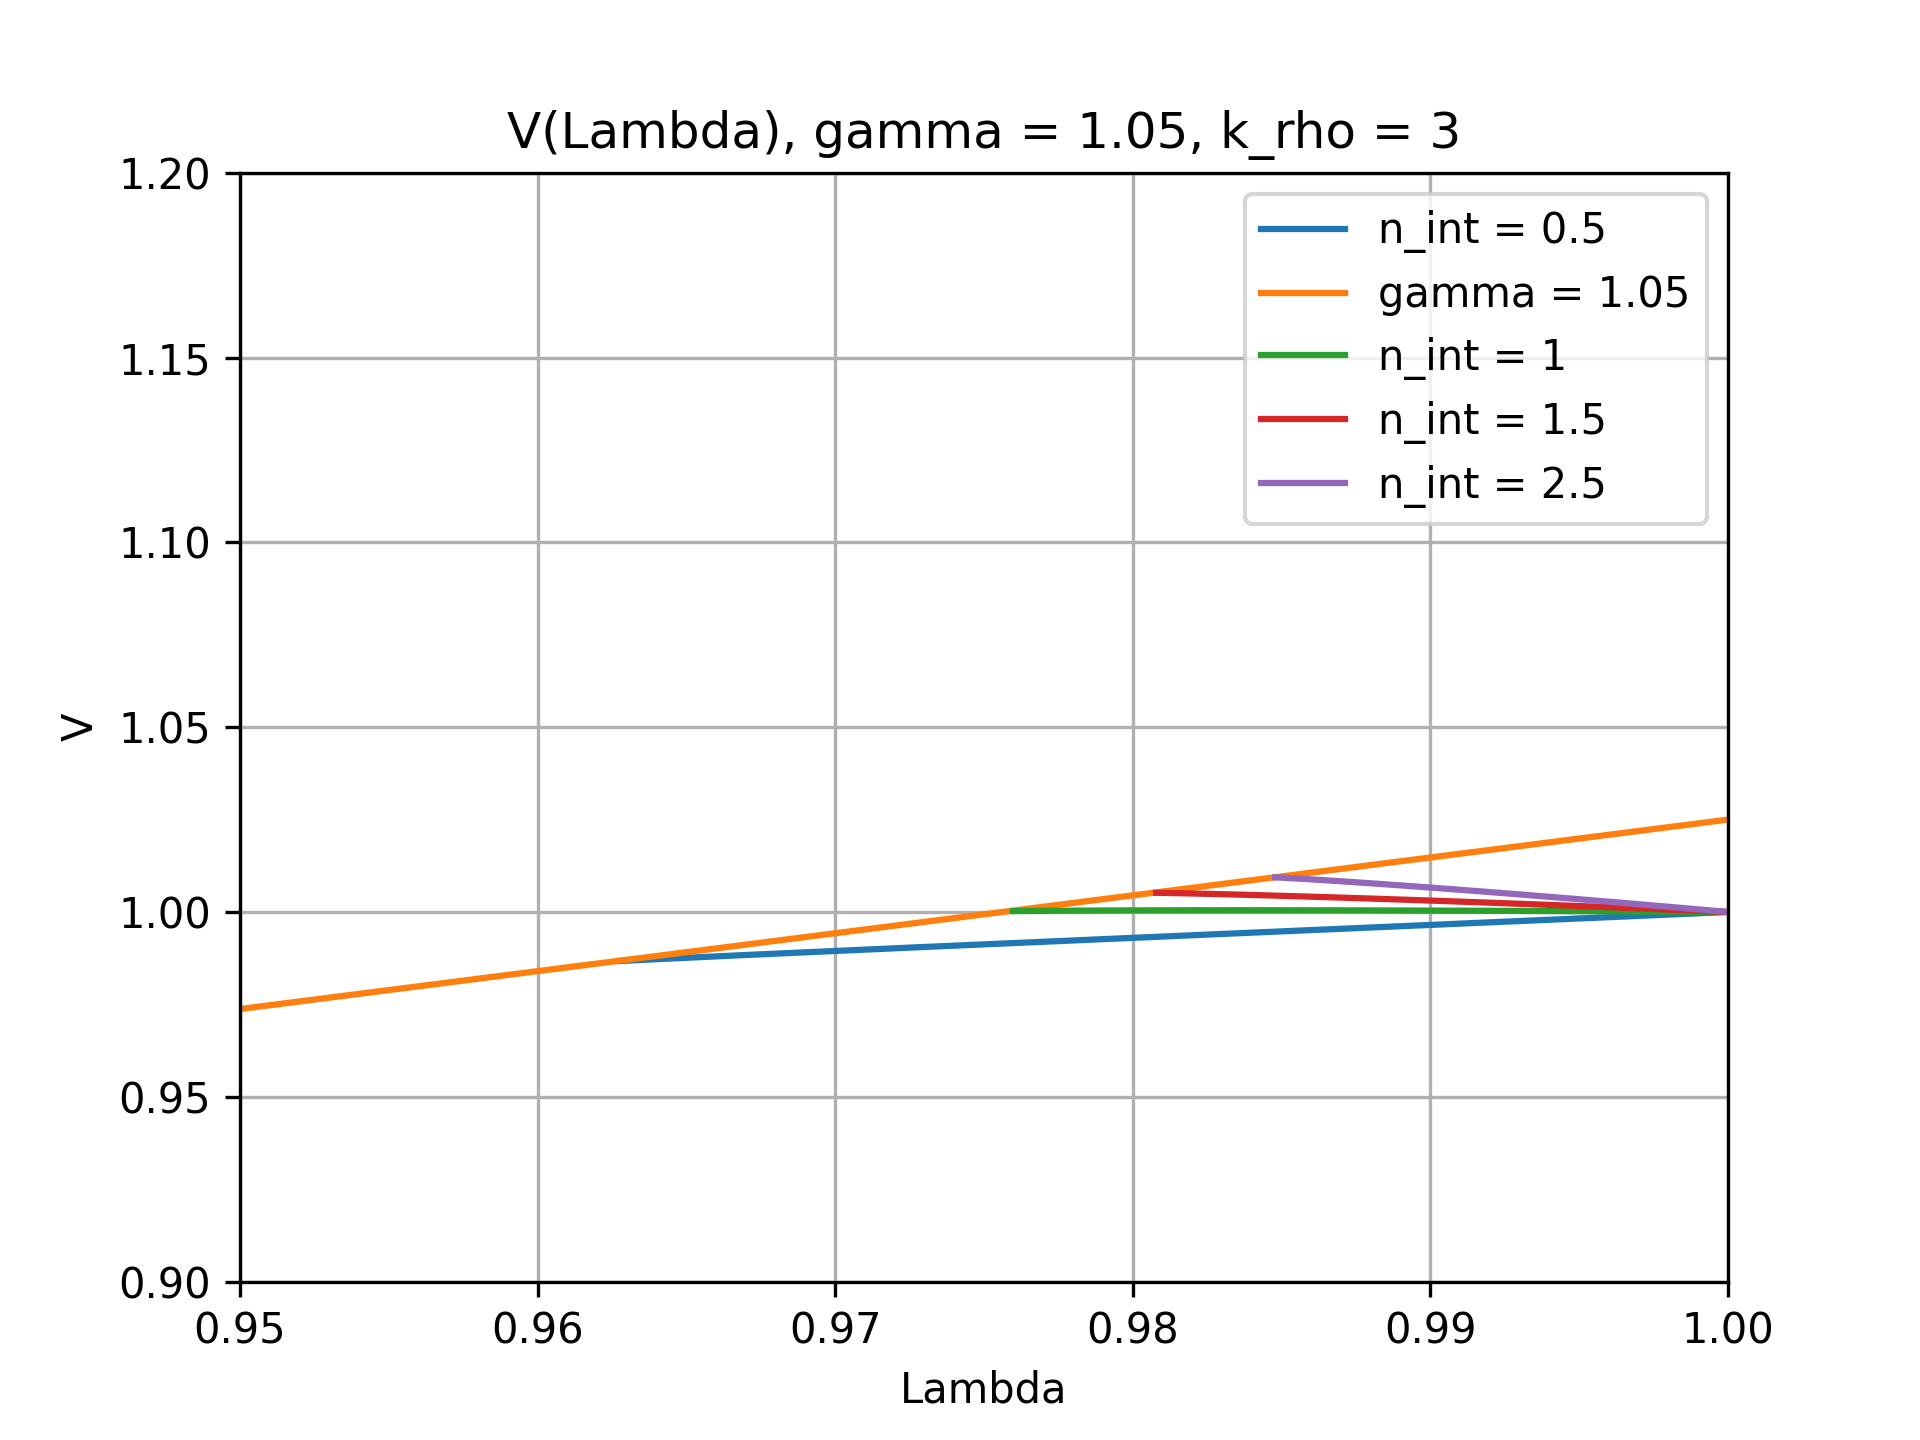 V(Lambda), gamma = 1.05, k_rho = 3
1.20
1.15
1.10
1.05
1.00
0.95
0.90
V
n_int = 0.5
gamma = 1.05
n_int = 1
n_int = 1.5
n_int = 2.5
0.95 0.96 0.97 0.98 0.99 1.00
Lambda